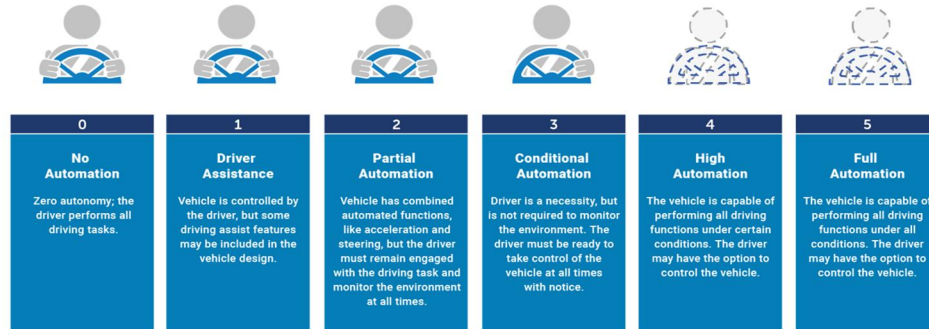 0
No
Automation
Zero autonomy; the
driver performs all
driving tasks.
1
Driver
Assistance
Vehicle is controlled by
the driver, but some
driving assist features
may be included in the
vehicle design.
2
Partial
Automation
Vehicle has combined
automated functions,
like acceleration and
steering, but the driver
must remain engaged
with the driving task and
monitor the environment
at all times.
3
Conditional
Automation
Driver is a necessity, but
is not required to monitor
the environment. The
driver must be ready to
take control of the
vehicle at all times
with notice.
4
High
Automation
The vehicle is capable of
performing all driving
functions under certain
conditions. The driver
may have the option to
control the vehicle.
5
Full
Automation
The vehicle is capable of
performing all driving
functions under all
conditions. The driver
may have the option to
control the vehicle.